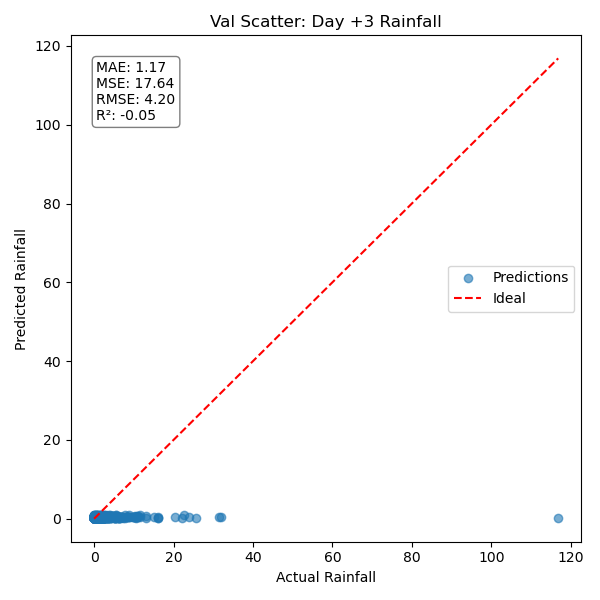 Val Scatter: Day +3 Rainfall
MAE: 1.17
MSE: 17.64
RMSE: 4.20
R²: -0.05
Predictions
Ideal
Predicted Rainfall
120
100
80
60
40
20
0
0 20 40 60 80 100 120
Actual Rainfall